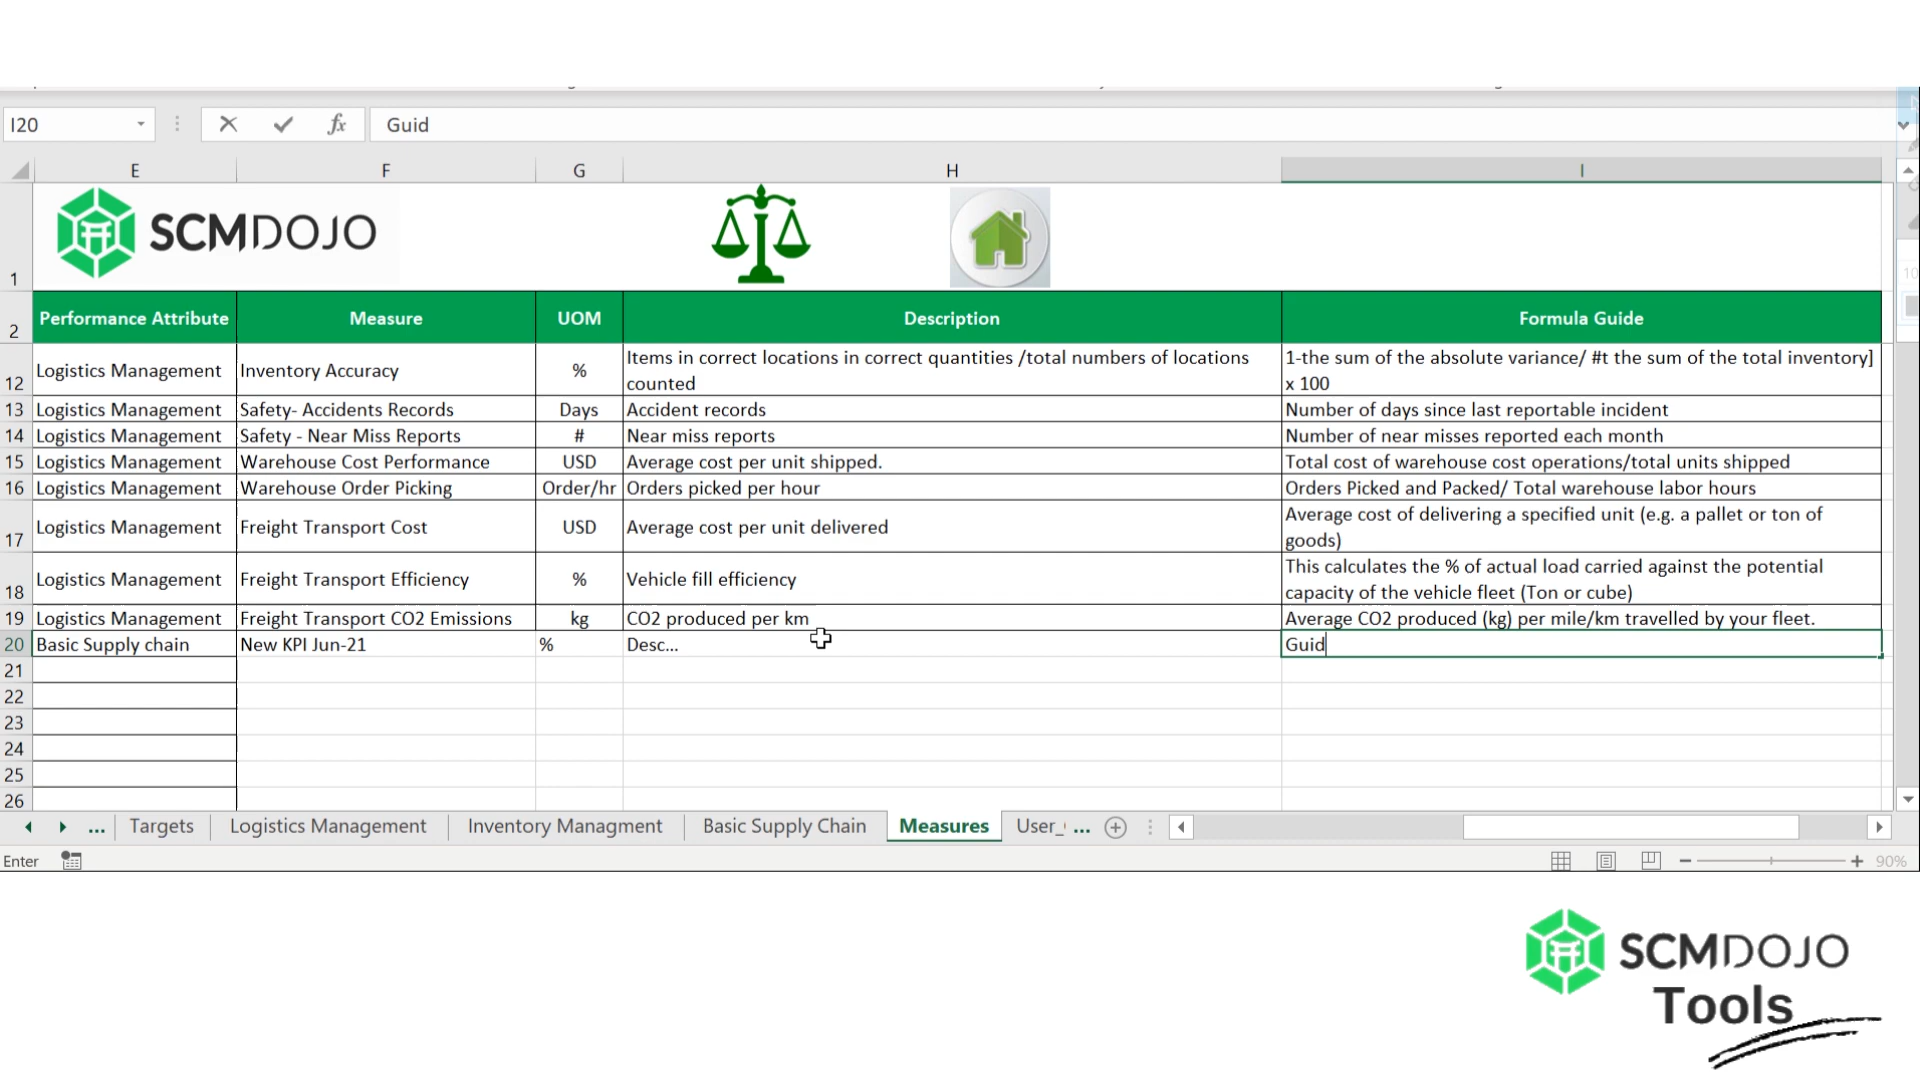 I20 fx Guid
E F G H I
SCMDOJO
1
2 Performance Attribute Measure UOM Description Formula Guide
12 Logistics Management Inventory Accuracy % Items in correct locations in correct quantities /total numbers of locations counted 1-the sum of the absolute variance/ #t the sum of the total inventory] x 100
13 Logistics Management Safety- Accidents Records Days Accident records Number of days since last reportable incident
14 Logistics Management Safety - Near Miss Reports # Near miss reports Number of near misses reported each month
15 Logistics Management Warehouse Cost Performance USD Average cost per unit shipped. Total cost of warehouse cost operations/total units shipped
16 Logistics Management Warehouse Order Picking Order/hr Orders picked per hour Orders Picked and Packed/ Total warehouse labor hours
17 Logistics Management Freight Transport Cost USD Average cost per unit delivered Average cost of delivering a specified unit (e.g. a pallet or ton of goods)
18 Logistics Management Freight Transport Efficiency % Vehicle fill efficiency This calculates the % of actual load carried against the potential capacity of the vehicle fleet (Ton or cube)
19 Logistics Management Freight Transport CO2 Emissions kg CO2 produced per km Average CO2 produced (kg) per mile/km travelled by your fleet.
20 Basic Supply chain New KPI Jun-21 % Desc... Guid
21
22
23
24
25
26
... Targets Logistics Management Inventory Managment Basic Supply Chain Measures User_ ...
Enter 90%
SCMDOJO
Tools